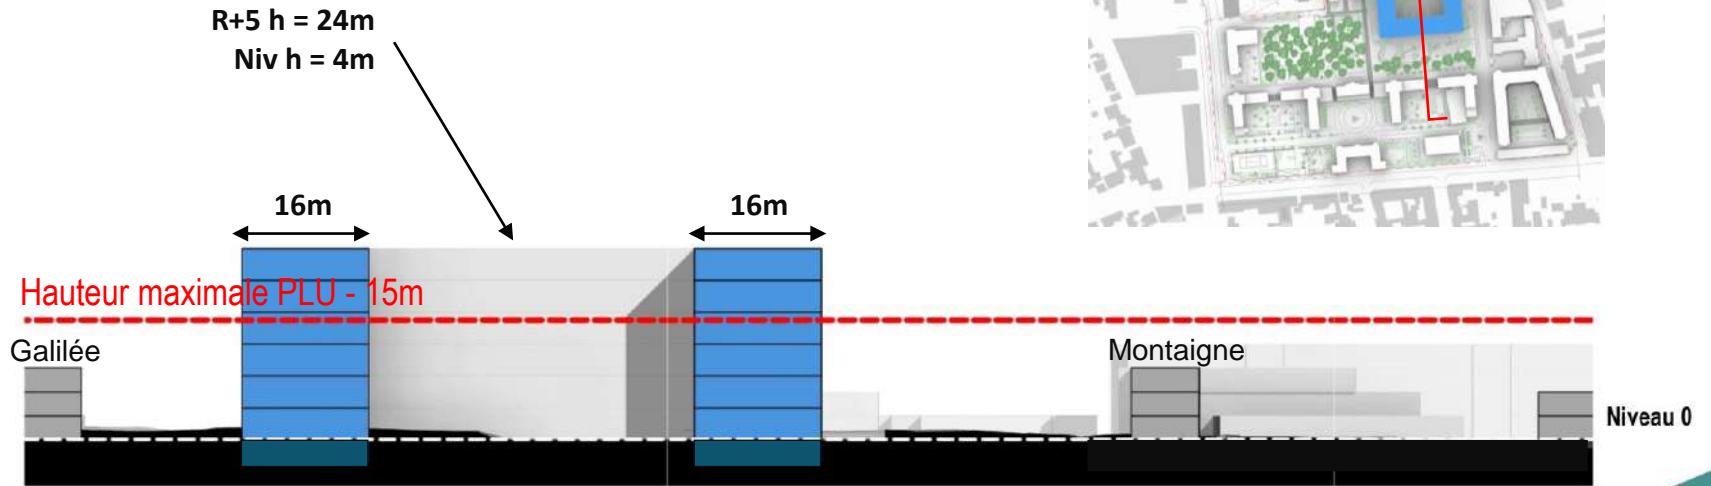 R+5 h = 24m
Niv h = 4m
16m
16m
Hauteur maximale PLU - 15m
Galilée
Montaigne
Niveau 0